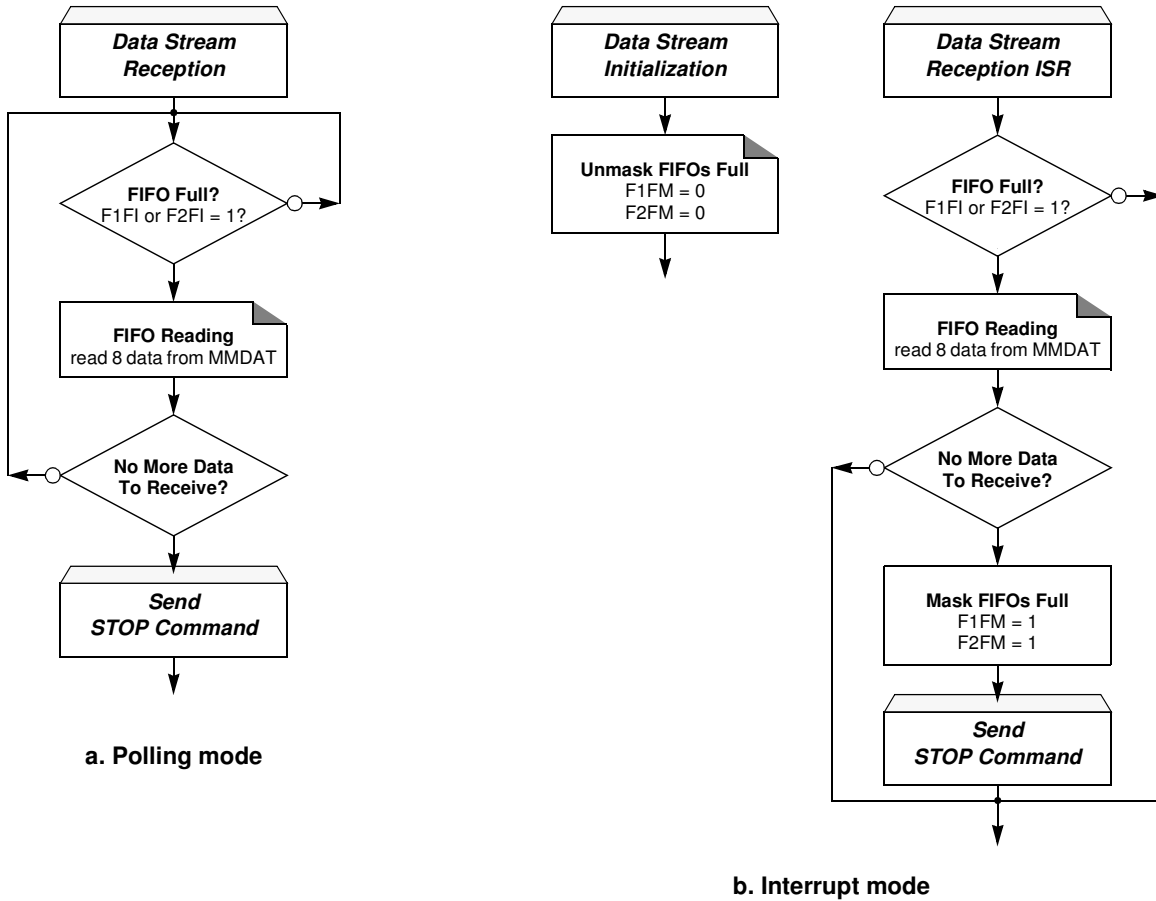 Data Stream
Reception
FIFO Full?
F1FI or F2FI = 1?
FIFO Reading
read 8 data from MMDAT
No More Data
To Receive?
Send
STOP Command
a. Polling mode
Data Stream
Initialization
Unmask FIFOs Full
F1FM = 0
F2FM = 0
Data Stream
Reception ISR
FIFO Full?
F1FI or F2FI = 1?
FIFO Reading
read 8 data from MMDAT
No More Data
To Receive?
Mask FIFOs Full
F1FM = 1
F2FM = 1
Send
STOP Command
b. Interrupt mode